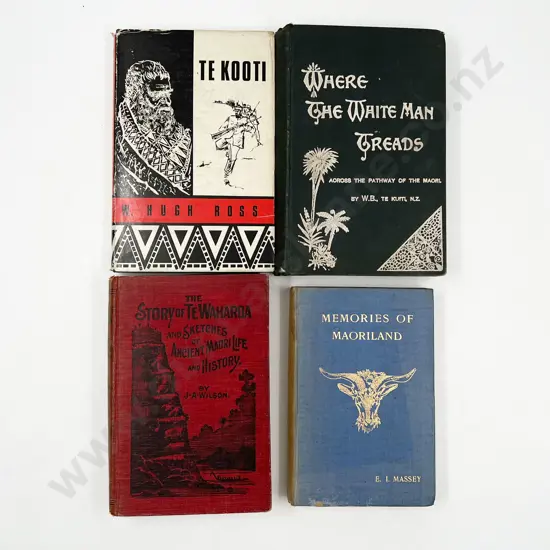 TE KOOTI
W. HUGH ROSS
WHERE
THE WHITE MAN
TREADS
ACROSS THE PATHWAY OF THE MAORI.
BY W.B., TE KUITI, N.Z.
THE
STORY OF TE WAHAROA
AND SKETCHES
OF
ANCIENT MAORI LIFE
AND HISTORY.
BY
J.A. WILSON.
MEMORIES OF
MAORILAND
E. I. MASSEY